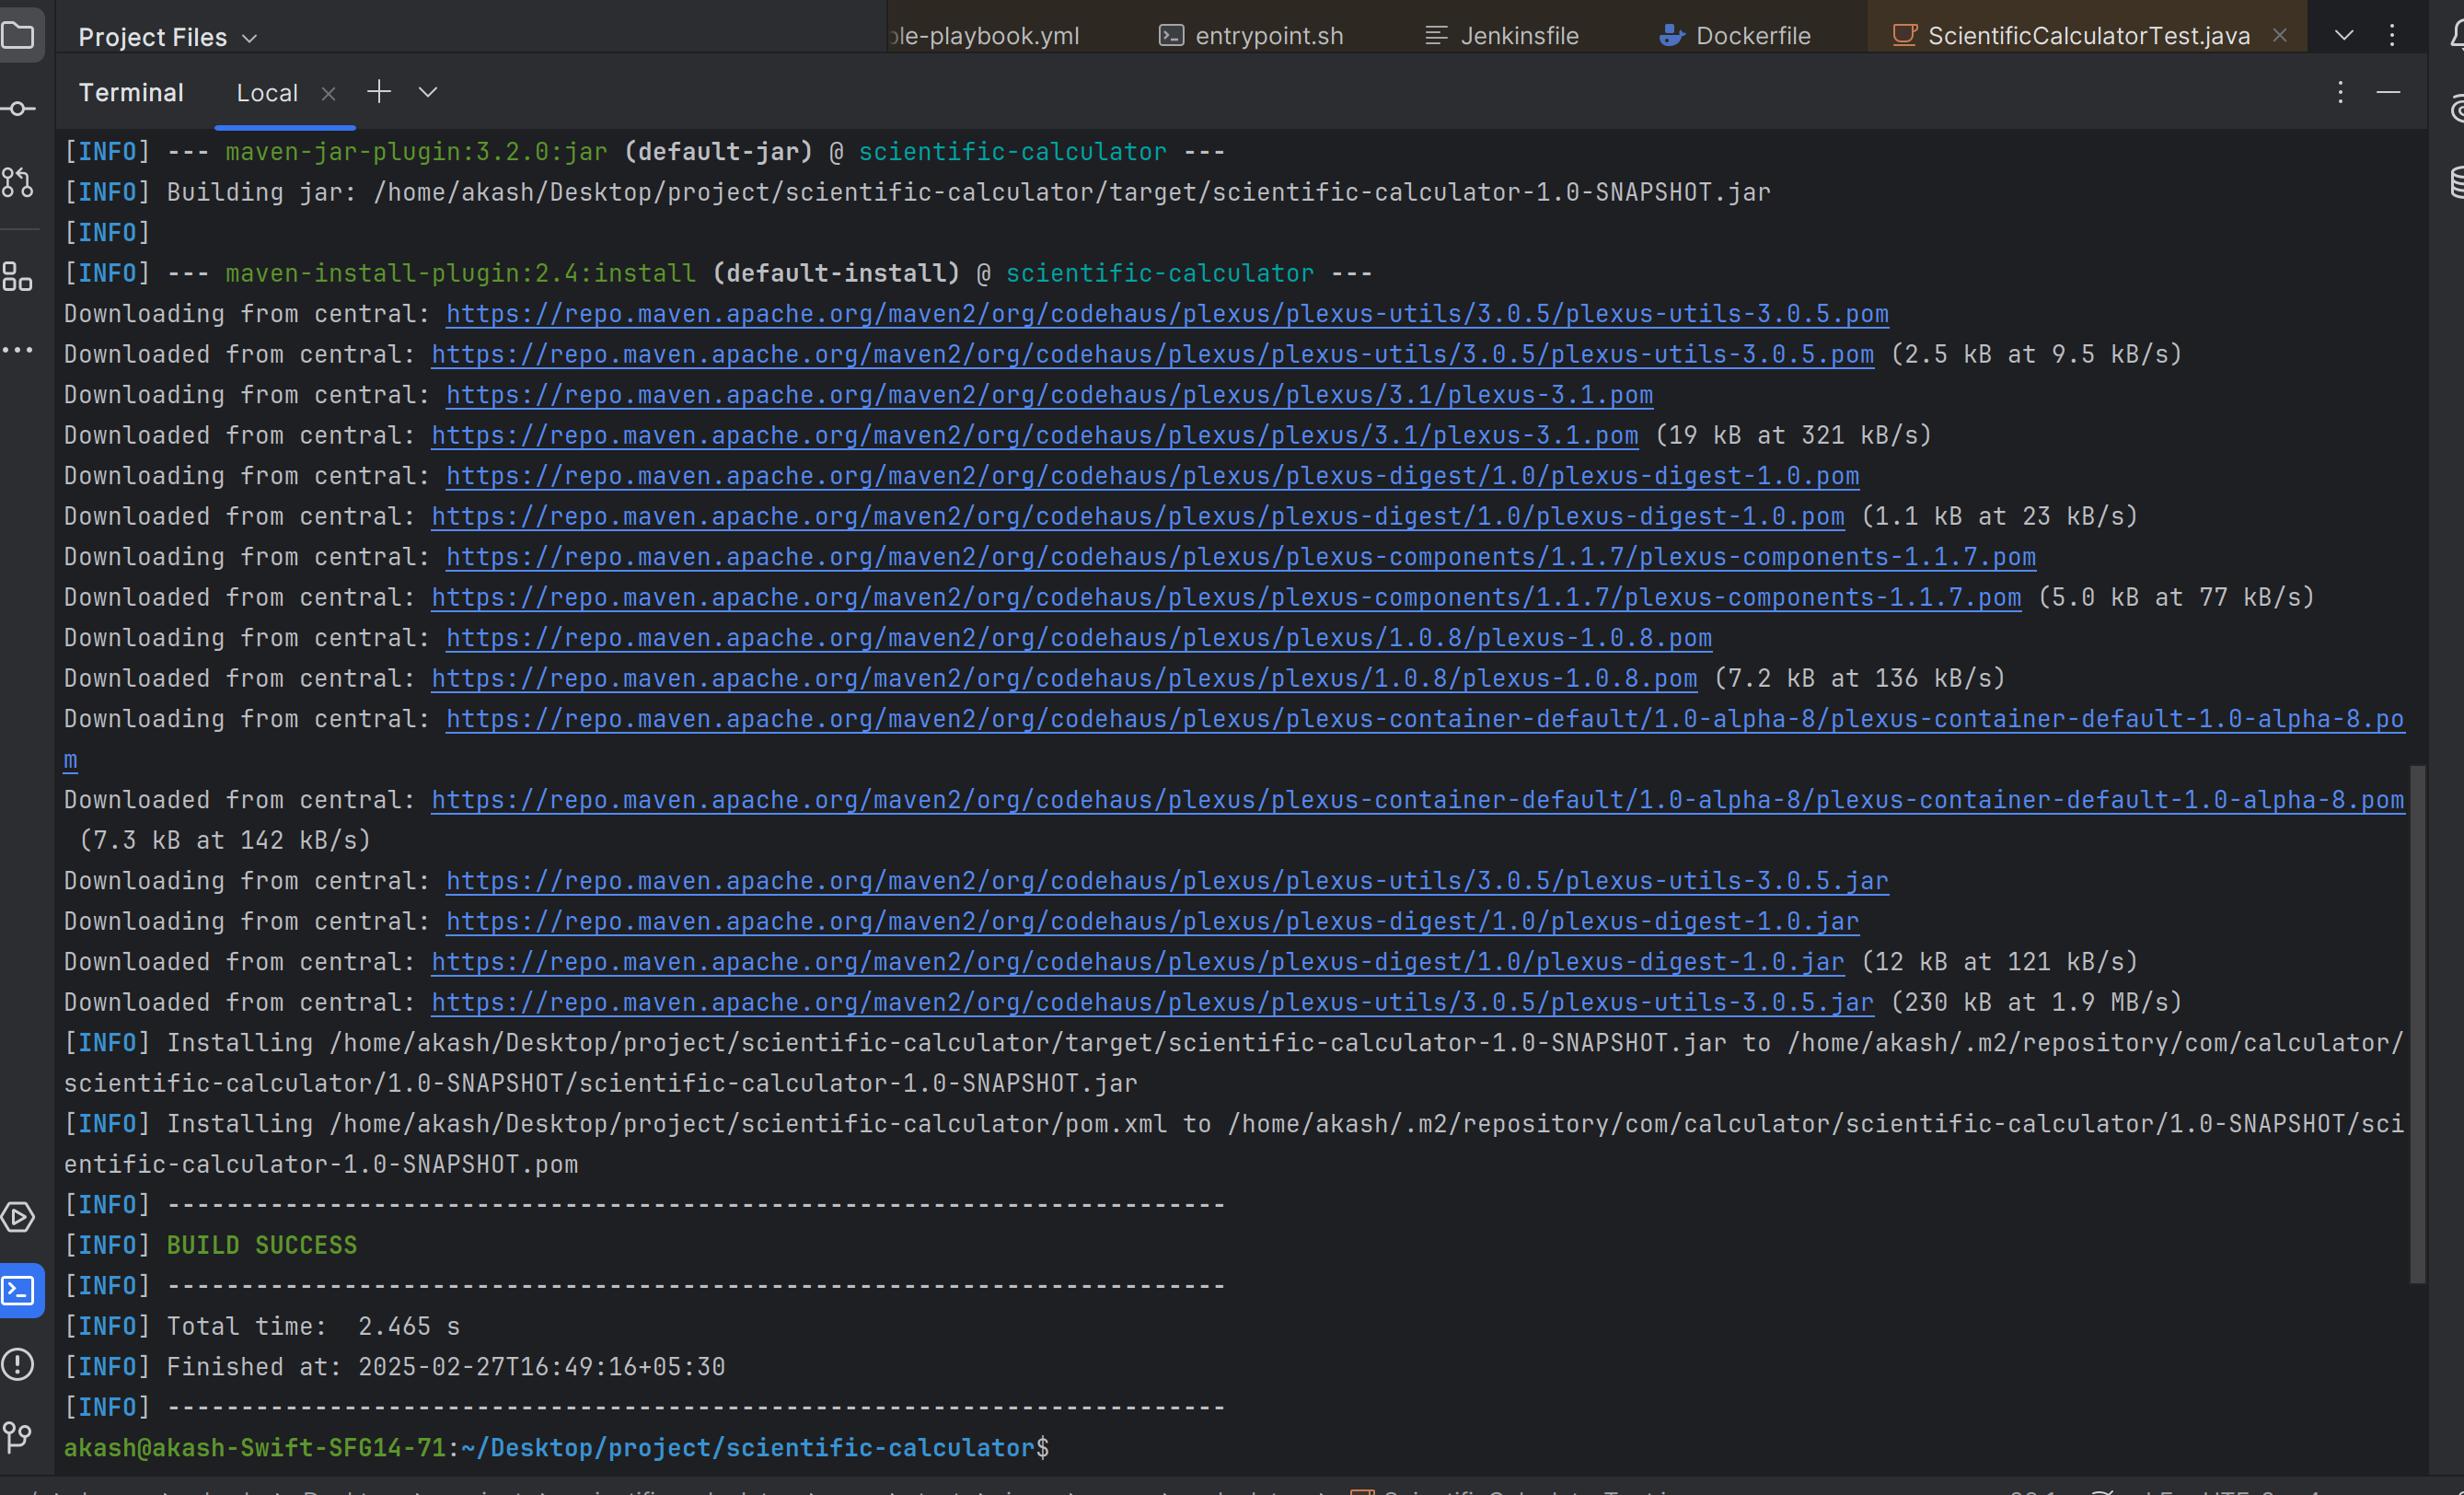 Project Files
le-playbook.yml
entrypoint.sh
Jenkinsfile
Dockerfile
ScientificCalculatorTest.java
Terminal
Local
[INFO] --- maven-jar-plugin:3.2.0:jar (default-jar) @ scientific-calculator ---
[INFO] Building jar: /home/akash/Desktop/project/scientific-calculator/target/scientific-calculator-1.0-SNAPSHOT.jar
[INFO]
[INFO] --- maven-install-plugin:2.4:install (default-install) @ scientific-calculator ---
Downloading from central: https://repo.maven.apache.org/maven2/org/codehaus/plexus/plexus-utils/3.0.5/plexus-utils-3.0.5.pom
Downloaded from central: https://repo.maven.apache.org/maven2/org/codehaus/plexus/plexus-utils/3.0.5/plexus-utils-3.0.5.pom (2.5 kB at 9.5 kB/s)
Downloading from central: https://repo.maven.apache.org/maven2/org/codehaus/plexus/plexus/3.1/plexus-3.1.pom
Downloaded from central: https://repo.maven.apache.org/maven2/org/codehaus/plexus/plexus/3.1/plexus-3.1.pom (19 kB at 321 kB/s)
Downloading from central: https://repo.maven.apache.org/maven2/org/codehaus/plexus/plexus-digest/1.0/plexus-digest-1.0.pom
Downloaded from central: https://repo.maven.apache.org/maven2/org/codehaus/plexus/plexus-digest/1.0/plexus-digest-1.0.pom (1.1 kB at 23 kB/s)
Downloading from central: https://repo.maven.apache.org/maven2/org/codehaus/plexus/plexus-components/1.1.7/plexus-components-1.1.7.pom
Downloaded from central: https://repo.maven.apache.org/maven2/org/codehaus/plexus/plexus-components/1.1.7/plexus-components-1.1.7.pom (5.0 kB at 77 kB/s)
Downloading from central: https://repo.maven.apache.org/maven2/org/codehaus/plexus/plexus/1.0.8/plexus-1.0.8.pom
Downloaded from central: https://repo.maven.apache.org/maven2/org/codehaus/plexus/plexus/1.0.8/plexus-1.0.8.pom (7.2 kB at 136 kB/s)
Downloading from central: https://repo.maven.apache.org/maven2/org/codehaus/plexus/plexus-container-default/1.0-alpha-8/plexus-container-default-1.0-alpha-8.po
m
Downloaded from central: https://repo.maven.apache.org/maven2/org/codehaus/plexus/plexus-container-default/1.0-alpha-8/plexus-container-default-1.0-alpha-8.pom
(7.3 kB at 142 kB/s)
Downloading from central: https://repo.maven.apache.org/maven2/org/codehaus/plexus/plexus-utils/3.0.5/plexus-utils-3.0.5.jar
Downloading from central: https://repo.maven.apache.org/maven2/org/codehaus/plexus/plexus-digest/1.0/plexus-digest-1.0.jar
Downloaded from central: https://repo.maven.apache.org/maven2/org/codehaus/plexus/plexus-digest/1.0/plexus-digest-1.0.jar (12 kB at 121 kB/s)
Downloaded from central: https://repo.maven.apache.org/maven2/org/codehaus/plexus/plexus-utils/3.0.5/plexus-utils-3.0.5.jar (230 kB at 1.9 MB/s)
[INFO] Installing /home/akash/Desktop/project/scientific-calculator/target/scientific-calculator-1.0-SNAPSHOT.jar to /home/akash/.m2/repository/com/calculator/
scientific-calculator/1.0-SNAPSHOT/scientific-calculator-1.0-SNAPSHOT.jar
[INFO] Installing /home/akash/Desktop/project/scientific-calculator/pom.xml to /home/akash/.m2/repository/com/calculator/scientific-calculator/1.0-SNAPSHOT/sci
entific-calculator-1.0-SNAPSHOT.pom
[INFO] ------------------------------------------------------------------------
[INFO] BUILD SUCCESS
[INFO] ------------------------------------------------------------------------
[INFO] Total time:  2.465 s
[INFO] Finished at: 2025-02-27T16:49:16+05:30
[INFO] ------------------------------------------------------------------------
akash@akash-Swift-SFG14-71:~/Desktop/project/scientific-calculator$